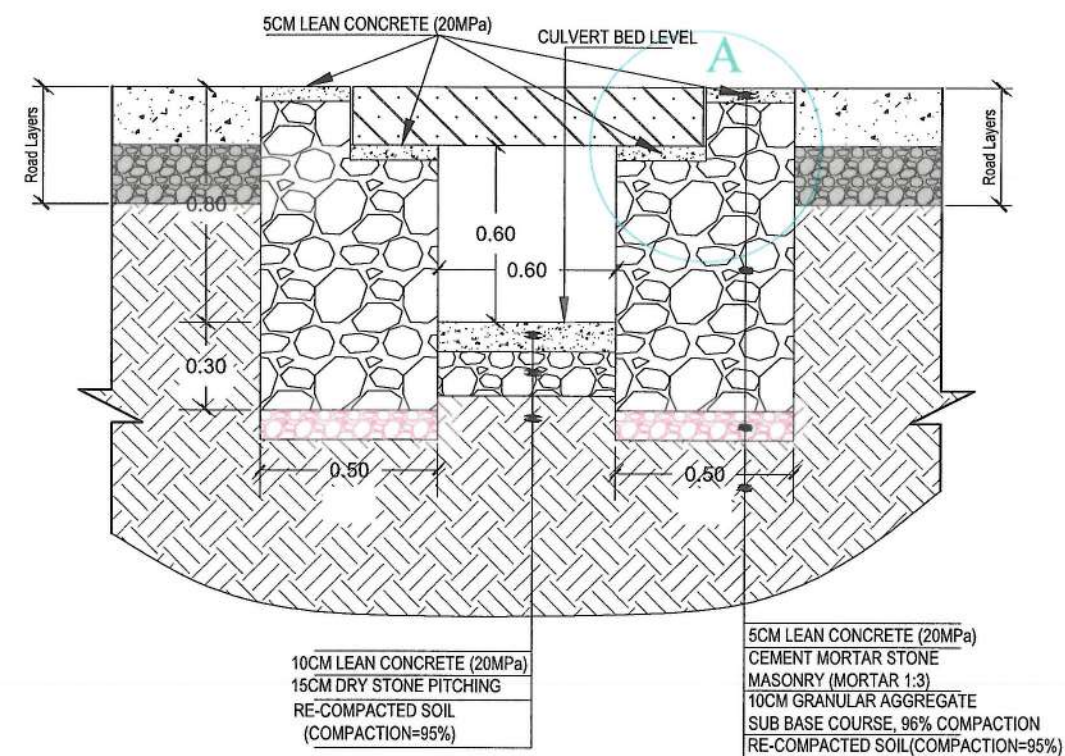 5CM LEAN CONCRETE (20MPa)
CULVERT BED LEVEL
A
Road Layers
Road Layers
0.80
0.60
0.60
0.30
0.50
0.50
10CM LEAN CONCRETE (20MPa)
15CM DRY STONE PITCHING
RE-COMPACTED SOIL
(COMPACTION=95%)
5CM LEAN CONCRETE (20MPa)
CEMENT MORTAR STONE
MASONRY (MORTAR 1:3)
10CM GRANULAR AGGREGATE
SUB BASE COURSE, 96% COMPACTION
RE-COMPACTED SOIL(COMPACTION=95%)